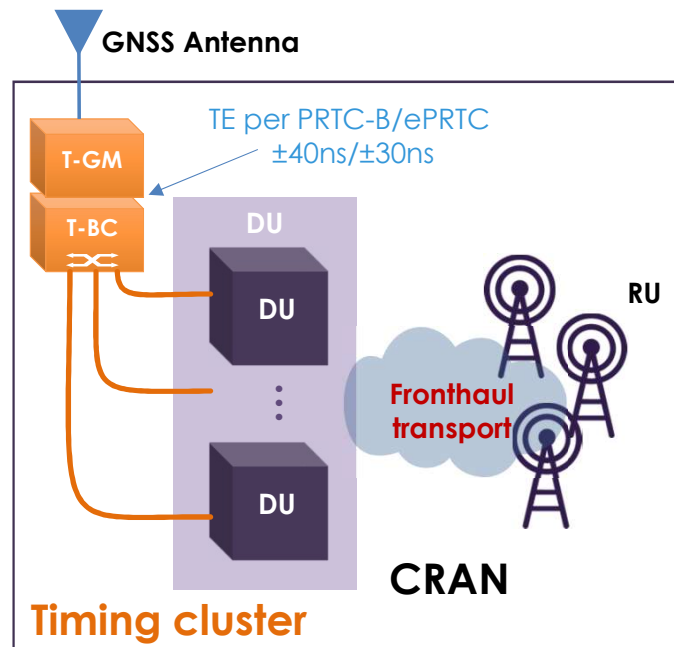 GNSS Antenna
TE per PRTC-B/ePRTC
±40ns/±30ns
T-GM
T-BC
DU
DU
RU
Fronthaul
transport
DU
CRAN
Timing cluster